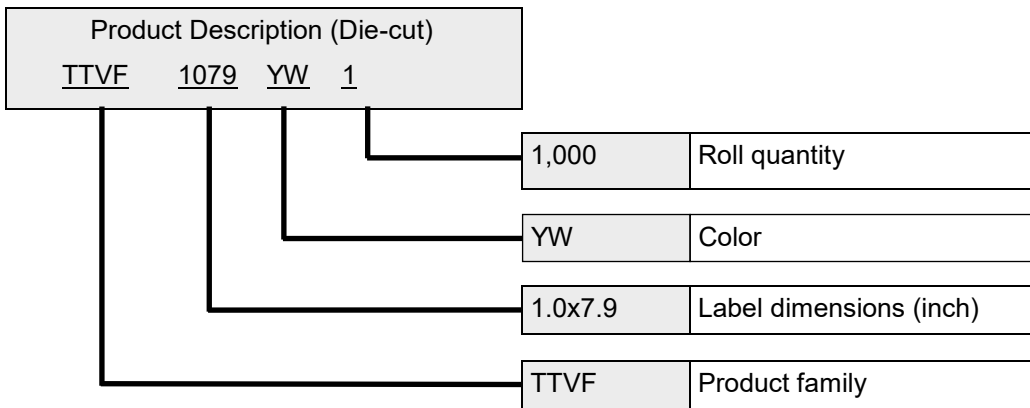 Product Description (Die-cut)
TTVF 1079 YW 1
1,000 Roll quantity
YW Color
1.0x7.9 Label dimensions (inch)
TTVF Product family